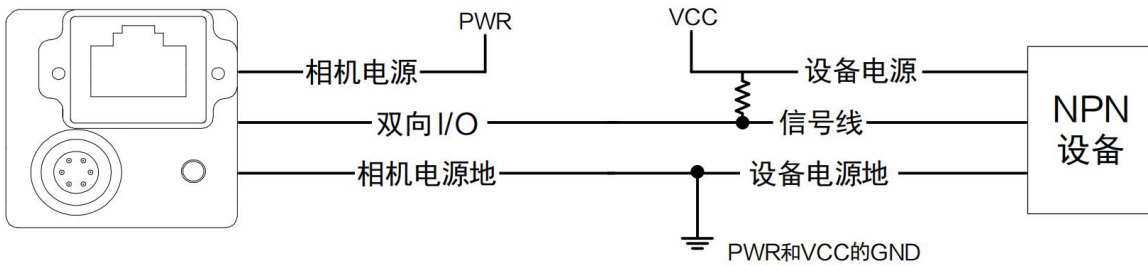 PWR
VCC
相机电源
设备电源
双向I/O
信号线
NPN
设备
相机电源地
设备电源地
PWR和VCC的GND